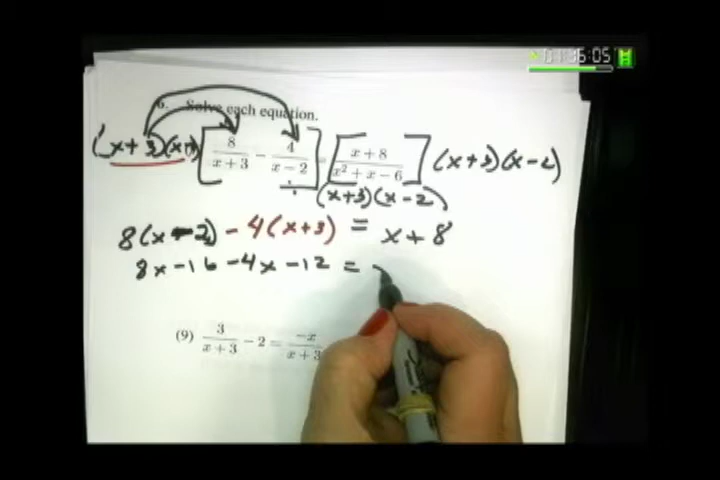 01:36:05
6. Solve each equation.
(x+3)(x-2) [ 8/(x+3) − 4/(x−2) ] = [ (x+8)/(x²+x−6) ] (x+3)(x−2)
(x+3)(x−2)
8(x−2) − 4(x+3) = x+8
8x −16 −4x −12 =
(9) 3/(x+3) − 2 = −x/(x+3)